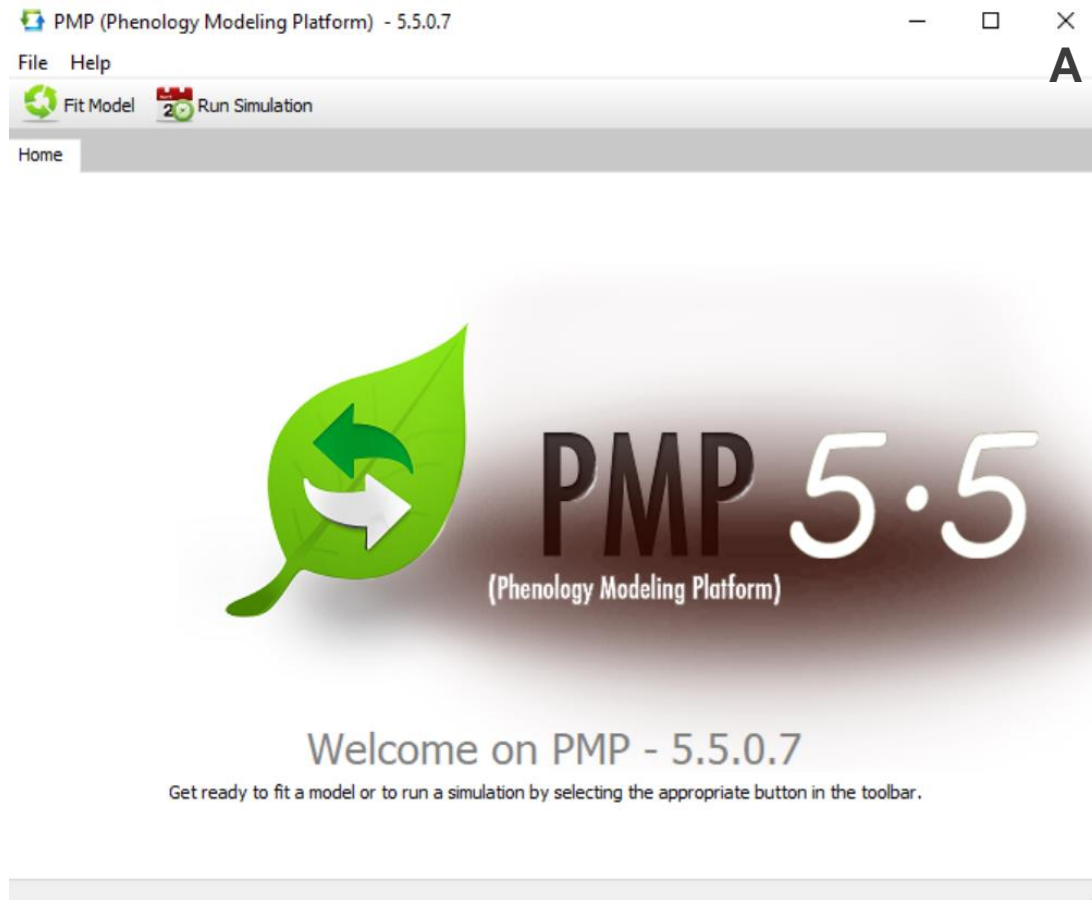 PMP (Phenology Modeling Platform) - 5.5.0.7
File Help
A
Fit Model 2 Run Simulation
Home
PMP 5.5
(Phenology Modeling Platform)
Welcome on PMP - 5.5.0.7
Get ready to fit a model or to run a simulation by selecting the appropriate button in the toolbar.